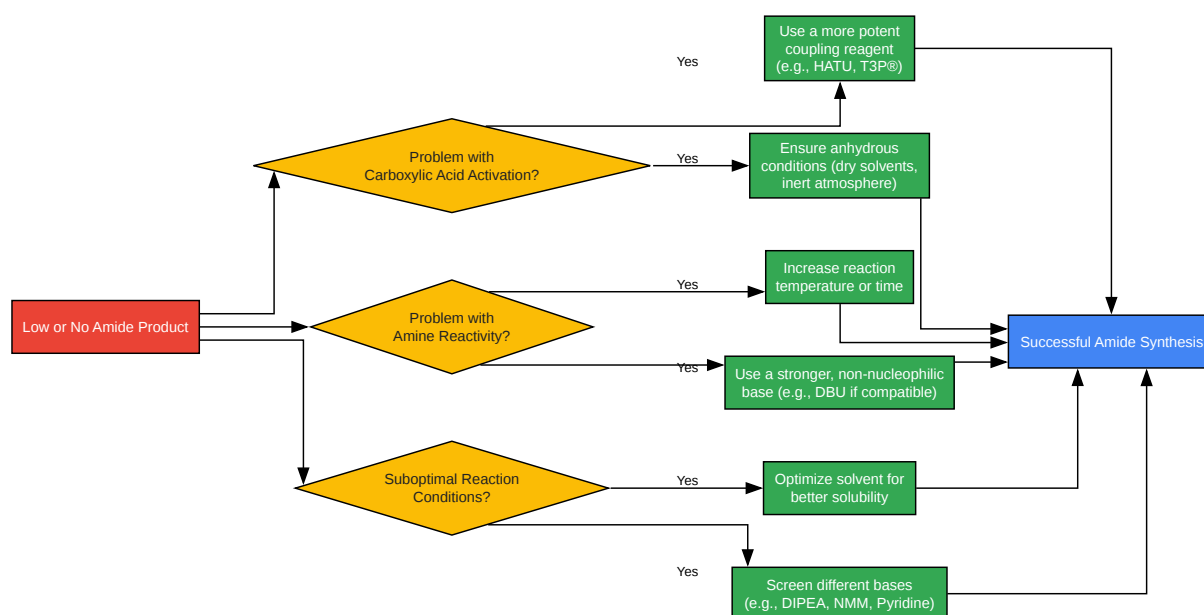 Use a more potent
coupling reagent
(e.g., HATU, T3P®)
Yes
Problem with
Carboxylic Acid Activation?
Yes
Ensure anhydrous
conditions (dry solvents,
inert atmosphere)
Yes
Increase reaction
temperature or time
Low or No Amide Product
Problem with
Amine Reactivity?
Successful Amide Synthesis
Yes
Use a stronger, non-nucleophilic
base (e.g., DBU if compatible)
Suboptimal Reaction
Conditions?
Yes
Optimize solvent for
better solubility
Yes
Screen different bases
(e.g., DIPEA, NMM, Pyridine)